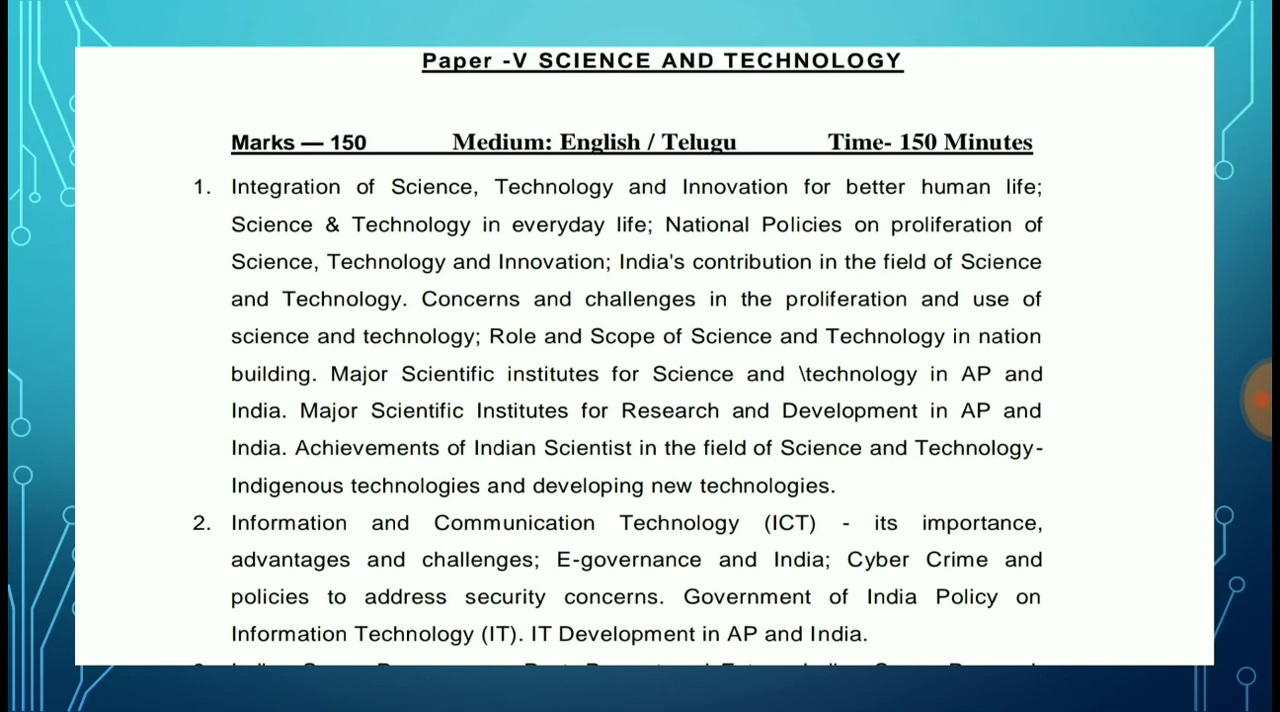 Paper -V SCIENCE AND TECHNOLOGY
Marks — 150 Medium: English / Telugu Time- 150 Minutes
1. Integration of Science, Technology and Innovation for better human life;
Science & Technology in everyday life; National Policies on proliferation of
Science, Technology and Innovation; India's contribution in the field of Science
and Technology. Concerns and challenges in the proliferation and use of
science and technology; Role and Scope of Science and Technology in nation
building. Major Scientific institutes for Science and \technology in AP and
India. Major Scientific Institutes for Research and Development in AP and
India. Achievements of Indian Scientist in the field of Science and Technology-
Indigenous technologies and developing new technologies.
2. Information and Communication Technology (ICT) - its importance,
advantages and challenges; E-governance and India; Cyber Crime and
policies to address security concerns. Government of India Policy on
Information Technology (IT). IT Development in AP and India.